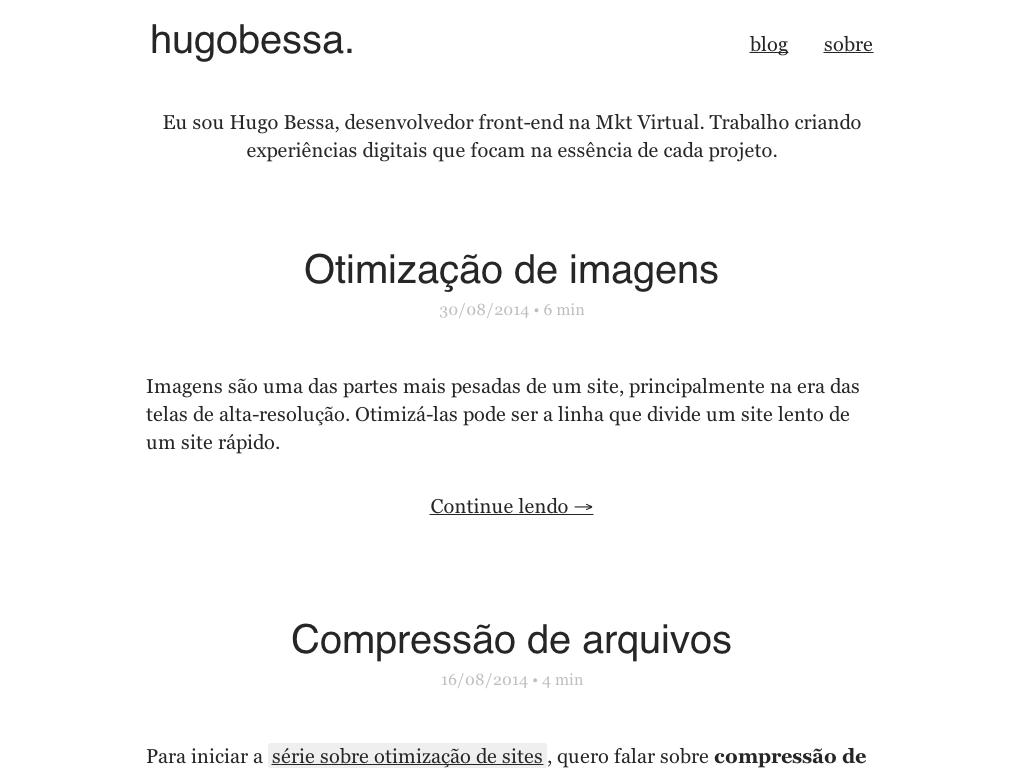 hugobessa.
blog sobre
Eu sou Hugo Bessa, desenvolvedor front-end na Mkt Virtual. Trabalho criando
experiências digitais que focam na essência de cada projeto.
Otimização de imagens
30/08/2014 • 6 min
Imagens são uma das partes mais pesadas de um site, principalmente na era das
telas de alta-resolução. Otimizá-las pode ser a linha que divide um site lento de
um site rápido.
Continue lendo →
Compressão de arquivos
16/08/2014 • 4 min
Para iniciar a série sobre otimização de sites, quero falar sobre compressão de